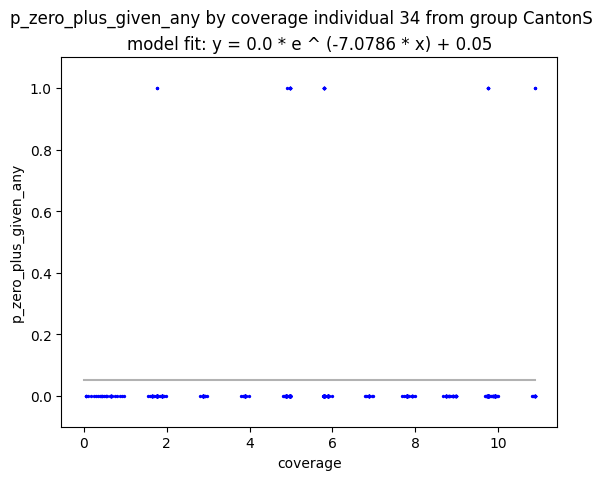 p_zero_plus_given_any by coverage individual 34 from group CantonS
model fit: y = 0.0 * e ^ (-7.0786 * x) + 0.05
1.0
0.8
0.6
0.4
0.2
0.0
p_zero_plus_given_any
0 2 4 6 8 10
coverage